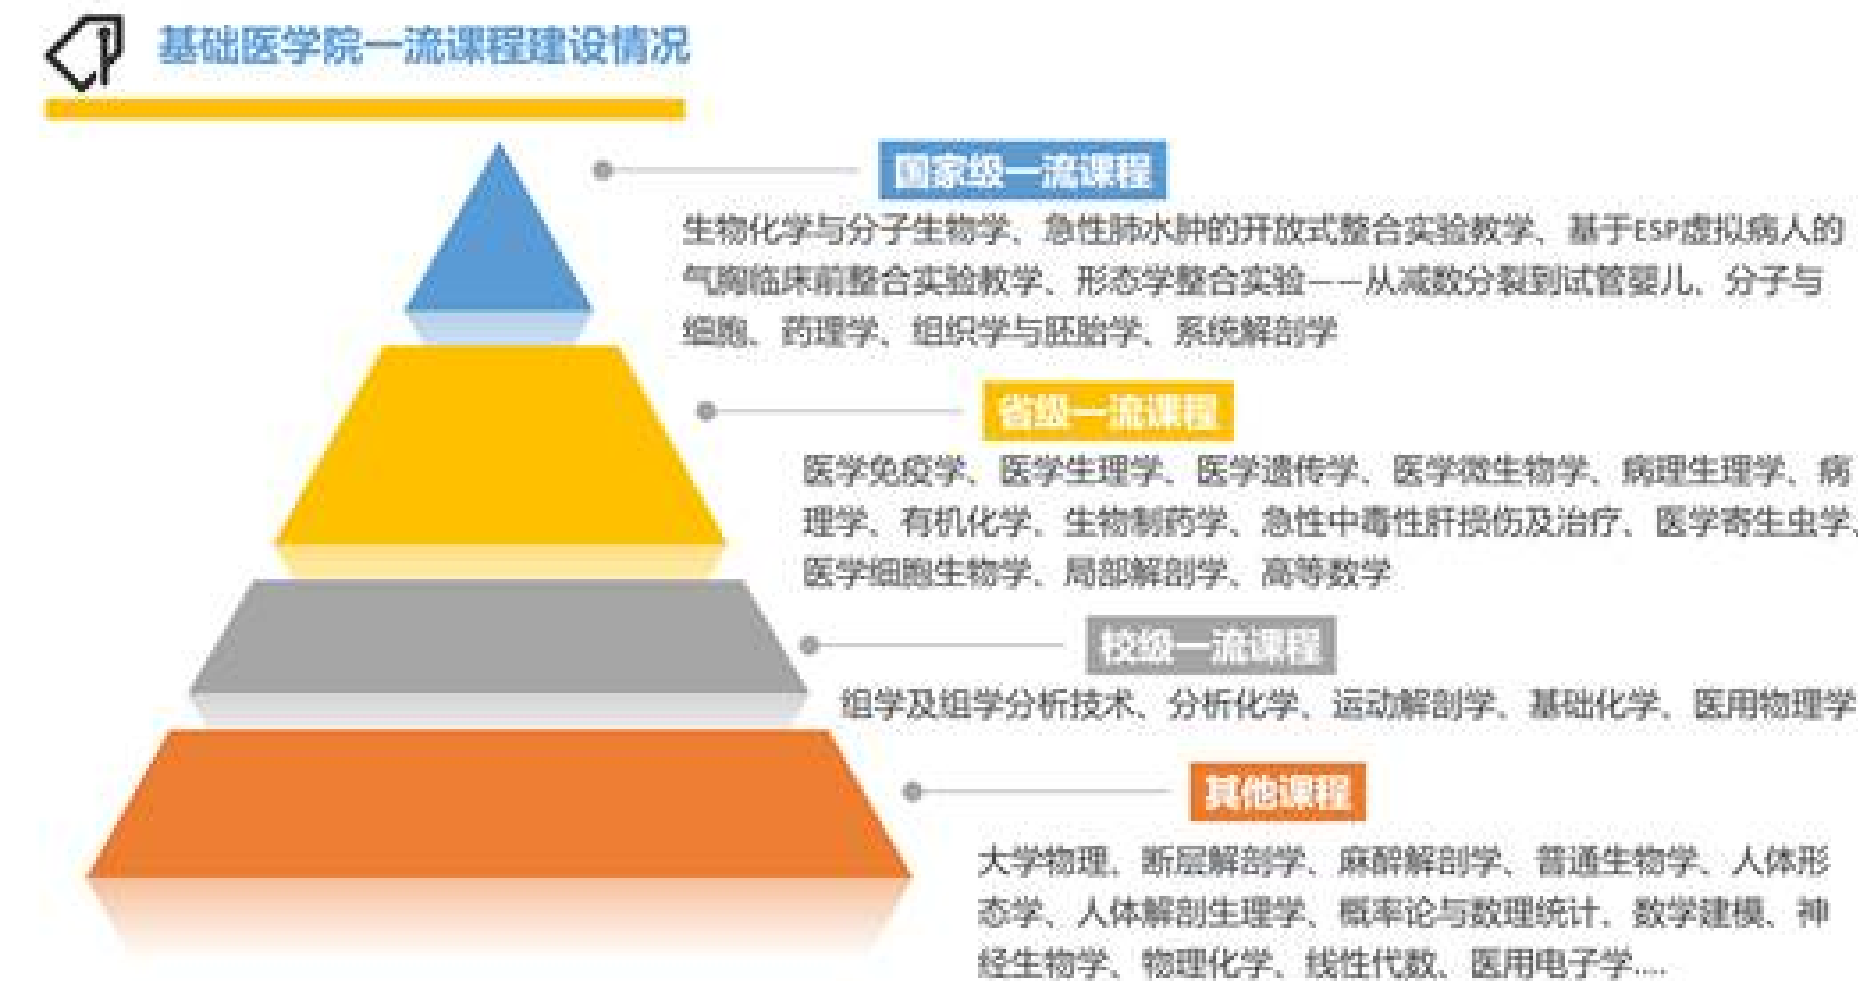 基础医学院一流课程建设情况
国家级一流课程
生物化学与分子生物学、急性肺水肿的开放式整合实验教学、基于ESP虚拟病人的
气胸临床前整合实验教学、形态学整合实验——从减数分裂到试管婴儿、分子与
细胞、药理学、组织学与胚胎学、系统解剖学
省级一流课程
医学免疫学、医学生理学、医学遗传学、医学微生物学、病理生理学、病
理学、有机化学、生物制药学、急性中毒性肝损伤及治疗、医学寄生虫学、
医学细胞生物学、局部解剖学、高等数学
校级一流课程
组学及组学分析技术、分析化学、运动解剖学、基础化学、医用物理学
其他课程
大学物理、断层解剖学、麻醉解剖学、普通生物学、人体形
态学、人体解剖生理学、概率论与数理统计、数学建模、神
经生物学、物理化学、线性代数、医用电子学....